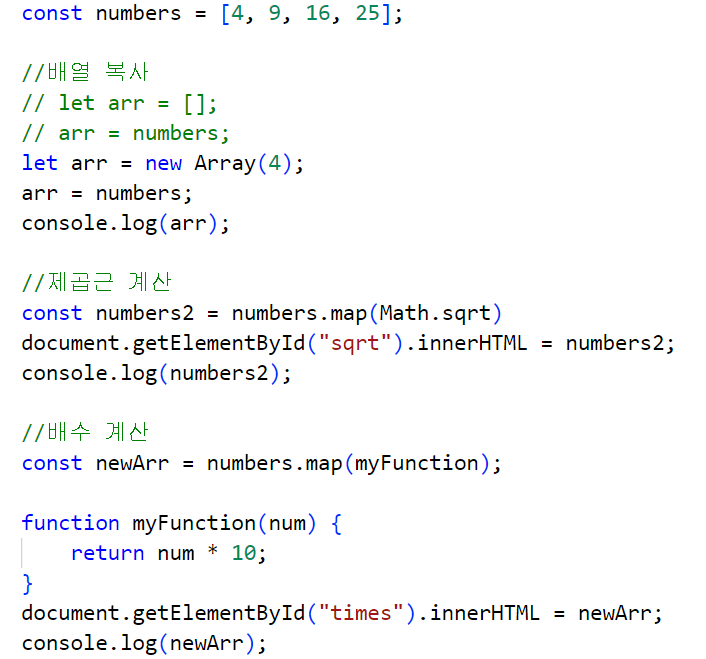 const numbers = [4, 9, 16, 25];
//배열 복사
// let arr = [];
// arr = numbers;
let arr = new Array(4);
arr = numbers;
console.log(arr);
//제곱근 계산
const numbers2 = numbers.map(Math.sqrt)
document.getElementById("sqrt").innerHTML = numbers2;
console.log(numbers2);
//배수 계산
const newArr = numbers.map(myFunction);
function myFunction(num) {
    return num * 10;
}
document.getElementById("times").innerHTML = newArr;
console.log(newArr);